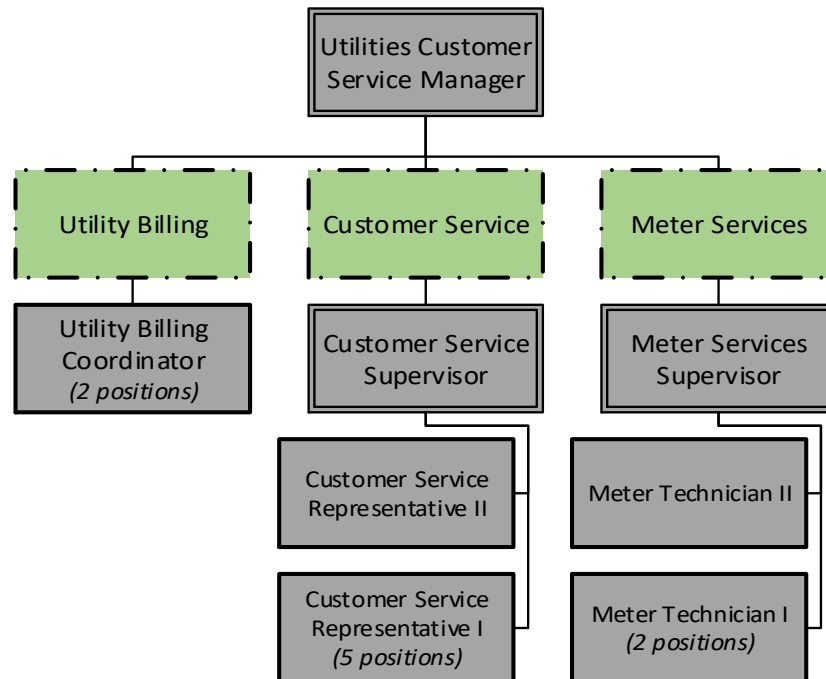 Utilities Customer
Service Manager
Utility Billing
Customer Service
Meter Services
Utility Billing
Coordinator
(2 positions)
Customer Service
Supervisor
Meter Services
Supervisor
Customer Service
Representative II
Meter Technician II
Customer Service
Representative I
(5 positions)
Meter Technician I
(2 positions)